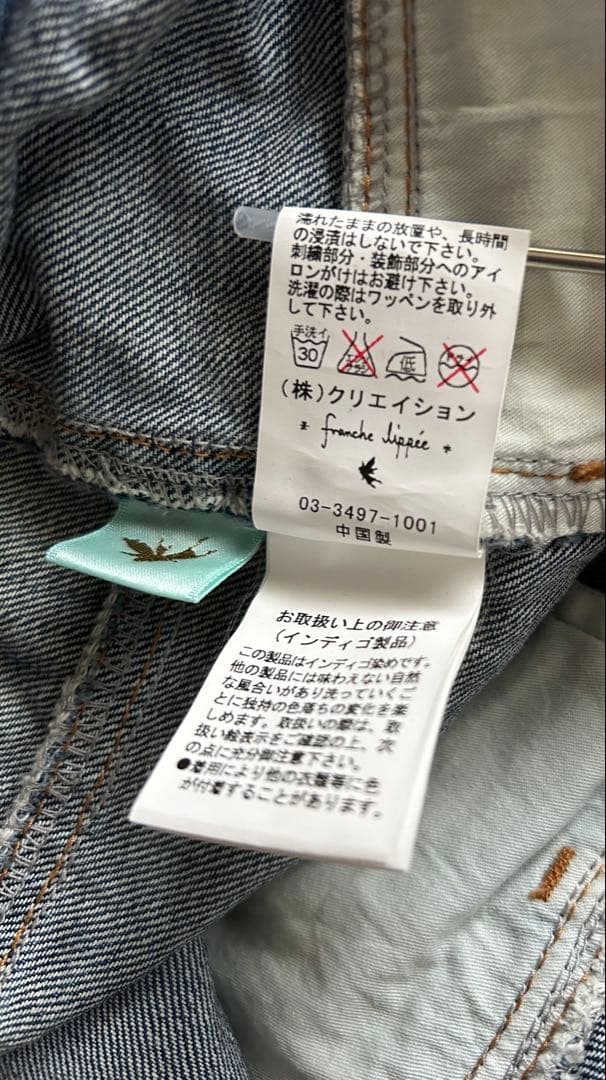 濡れたままの放置や、長時間
の浸漬はしないで下さい。
刺繍部分・装飾部分へのアイ
ロンがけはお避け下さい。
洗濯の際はワッペンを取り外
して下さい。
手洗イ
30
エンソ
サラシ
低
ドライ
(株)クリエイション
* franche lippée *
03-3497-1001
中国製
お取扱い上の御注意
(インディゴ製品)
この製品はインディゴ染めです。
他の製品には味わえない自然
な風合いがあり洗っていくご
とに独特の色落ちの変化を楽
しめます。取扱いの際は、取
扱い絵表示をご確認の上、次
の点に充分御注意下さい。
●着用により他の衣服等に色
が付着することがあります。